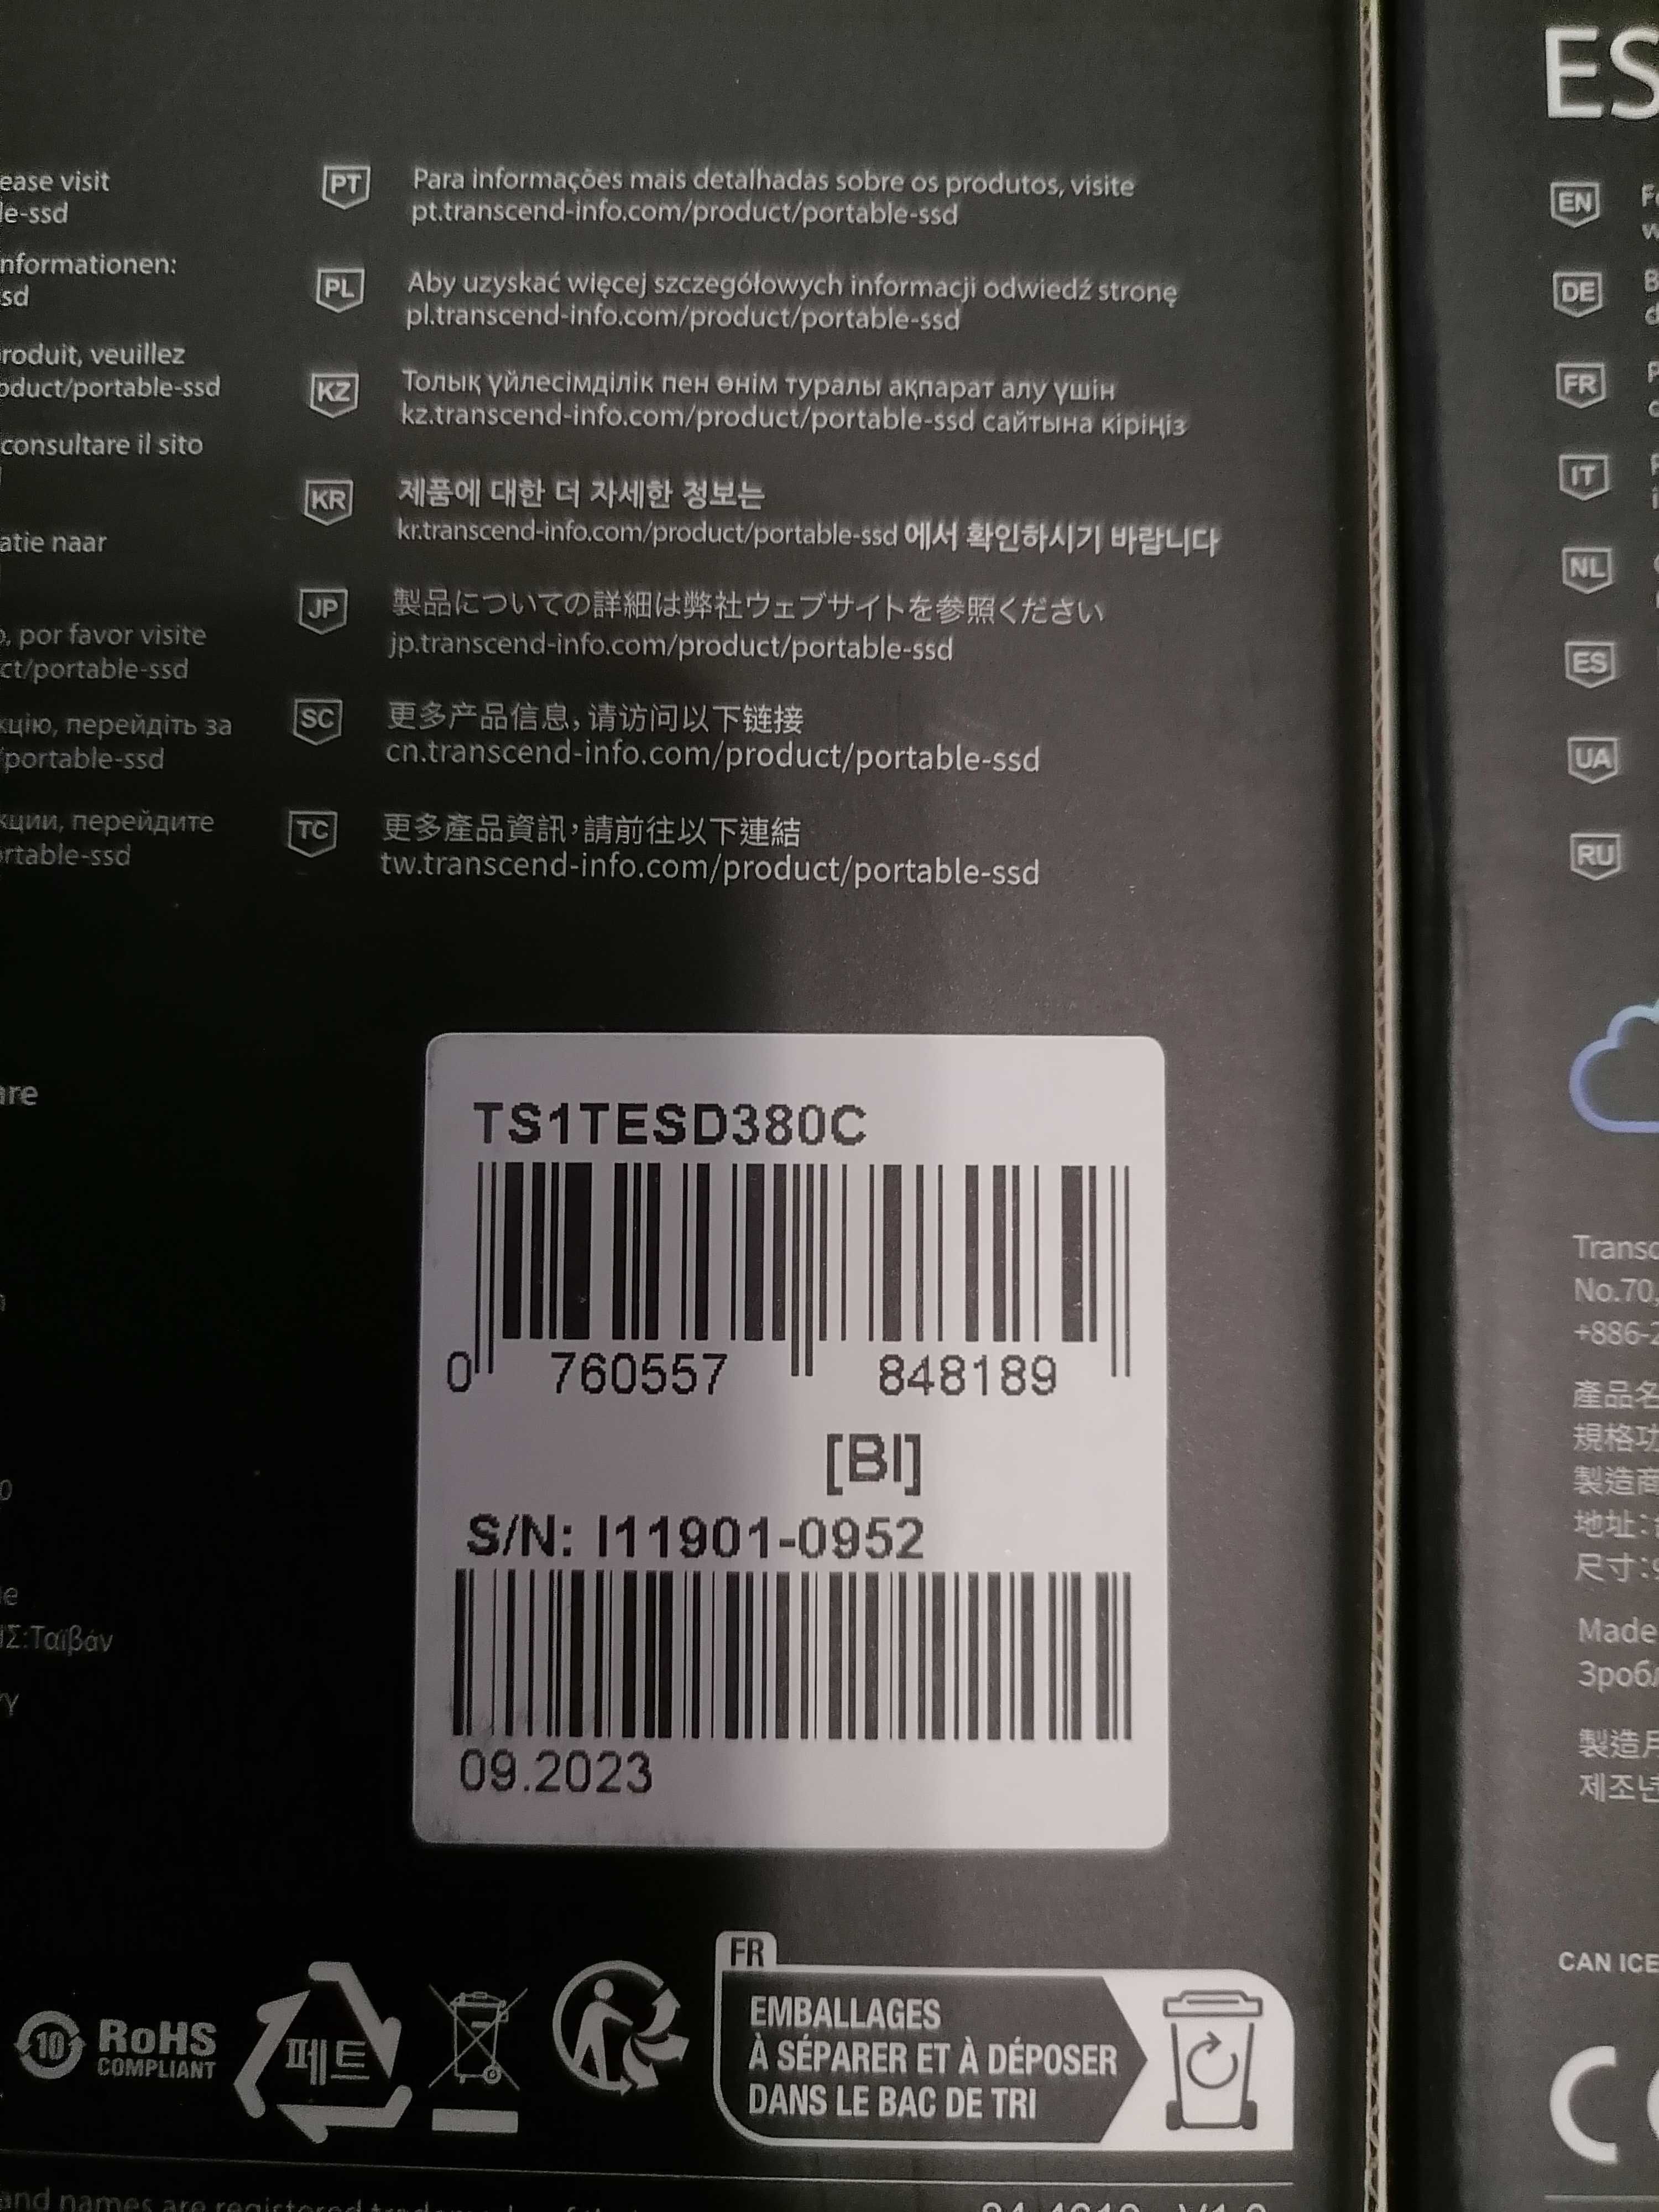 ease visit
le-ssd
nformationen:
sd
roduit, veuillez
oduct/portable-ssd
consultare il sito
atie naar
, por favor visite
ct/portable-ssd
кцію, перейдіть за
/portable-ssd
кции, перейдите
rtable-ssd
PT Para informações mais detalhadas sobre os produtos, visite
pt.transcend-info.com/product/portable-ssd
PL Aby uzyskać więcej szczegółowych informacji odwiedź stronę
pl.transcend-info.com/product/portable-ssd
KZ Толық үйлесімділік пен өнім туралы ақпарат алу үшін
kz.transcend-info.com/product/portable-ssd сайтына кіріңіз
KR 제품에 대한 더 자세한 정보는
kr.transcend-info.com/product/portable-ssd 에서 확인하시기 바랍니다
JP 製品についての詳細は弊社ウェブサイトを参照ください
jp.transcend-info.com/product/portable-ssd
SC 更多产品信息，请访问以下链接
cn.transcend-info.com/product/portable-ssd
TC 更多產品資訊，請前往以下連結
tw.transcend-info.com/product/portable-ssd
are
TS1TESD380C
0 760557 848189
[BI]
S/N: I11901-0952
09.2023
e
ΗΣ:Ταϊβάν
10 RoHS
COMPLIANT
페트
FR
EMBALLAGES
À SÉPARER ET À DÉPOSER
DANS LE BAC DE TRI
and names are registered
ES
EN
DE
FR
IT
NL
ES
UA
RU
Transc
No.70,
+886-2
產品名
規格功
製造商
地址：
尺寸：9
Made
Зробл
製造月
제조년
CAN ICE